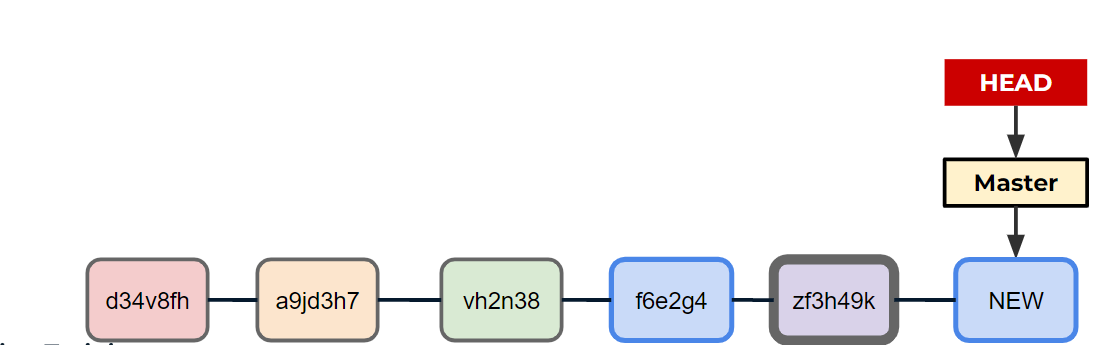 HEAD
Master
d34v8fh
a9jd3h7
vh2n38
f6e2g4
zf3h49k
NEW